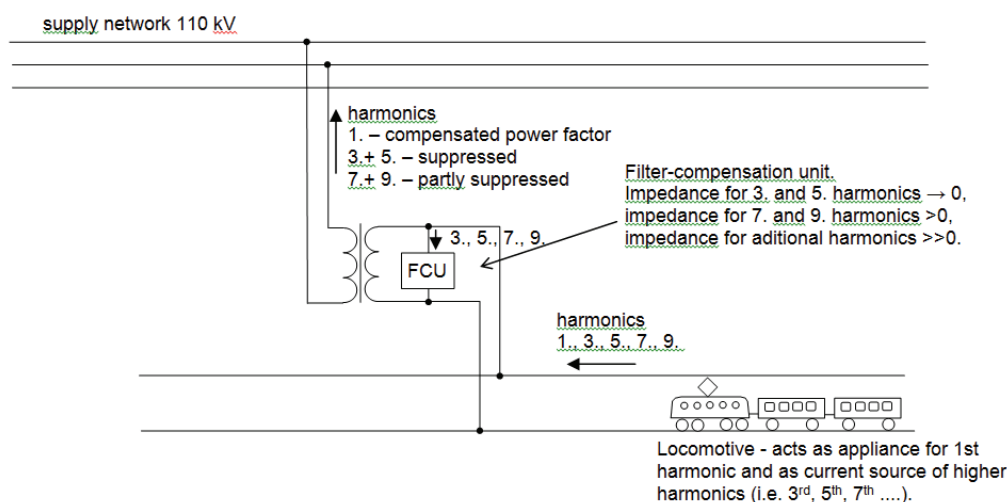 supply network 110 kV
harmonics
1. – compensated power factor
3.+ 5. – suppressed
7.+ 9. – partly suppressed
Filter-compensation unit.
Impedance for 3. and 5. harmonics → 0,
impedance for 7. and 9. harmonics >0,
impedance for aditional harmonics >>0.
3., 5., 7., 9.
FCU
harmonics
1., 3., 5., 7., 9.
Locomotive - acts as appliance for 1st
harmonic and as current source of higher
harmonics (i.e. 3rd, 5th, 7th ....).